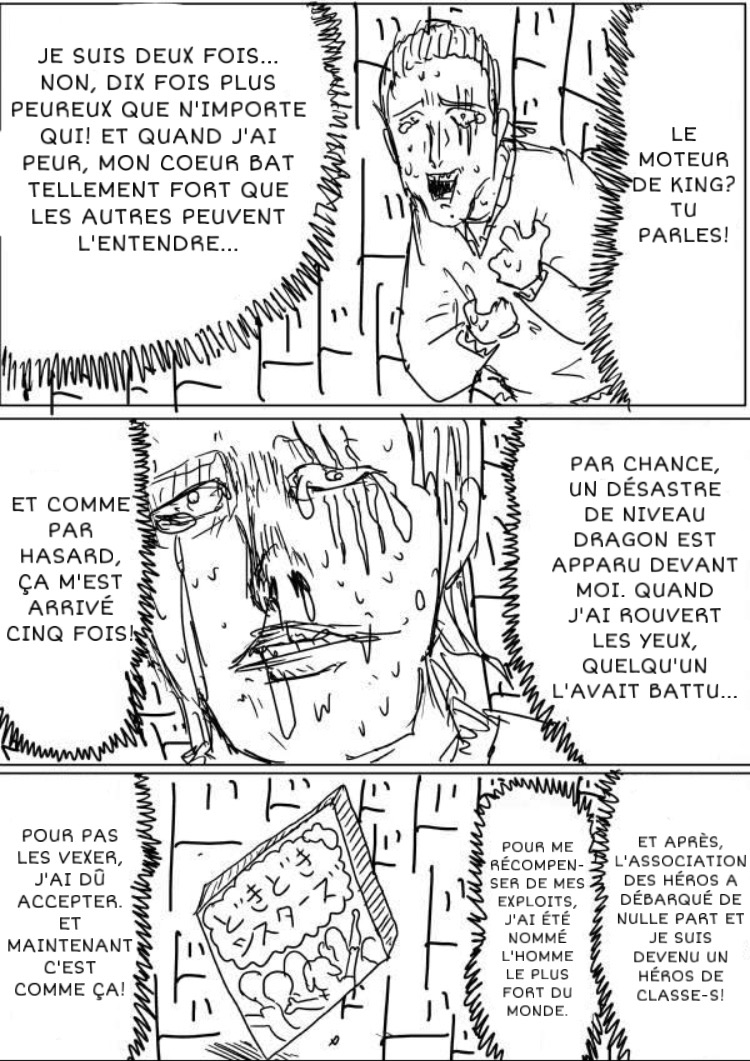 LE
MOTEUR
DE KING?
TU
PARLES!
JE SUIS DEUX FOIS...
NON, DIX FOIS PLUS
PEUREUX QUE N'IMPORTE
QUI! ET QUAND J'AI
PEUR, MON COEUR BAT
TELLEMENT FORT QUE
LES AUTRES PEUVENT
L'ENTENDRE...
PAR CHANCE,
UN DÉSASTRE
DE NIVEAU
DRAGON EST
APPARU DEVANT
MOI. QUAND
J'AI ROUVERT
LES YEUX,
QUELQU'UN
L'AVAIT BATTU...
ET COMME
PAR
HASARD,
ÇA M'EST
ARRIVÉ
CINQ FOIS!
ET APRÈS,
L'ASSOCIATION
DES HÉROS A
DÉBARQUÉ DE
NULLE PART ET
JE SUIS
DEVENU UN
HÉROS DE
CLASSE-S!
POUR ME
RÉCOMPEN-
SER DE MES
EXPLOITS,
J'AI ÉTÉ
NOMMÉ
L'HOMME
LE PLUS
FORT DU
MONDE.
どきどき
シスターズ
POUR PAS
LES VEXER,
J'AI DÛ
ACCEPTER.
ET
MAINTENANT
C'EST
COMME ÇA!